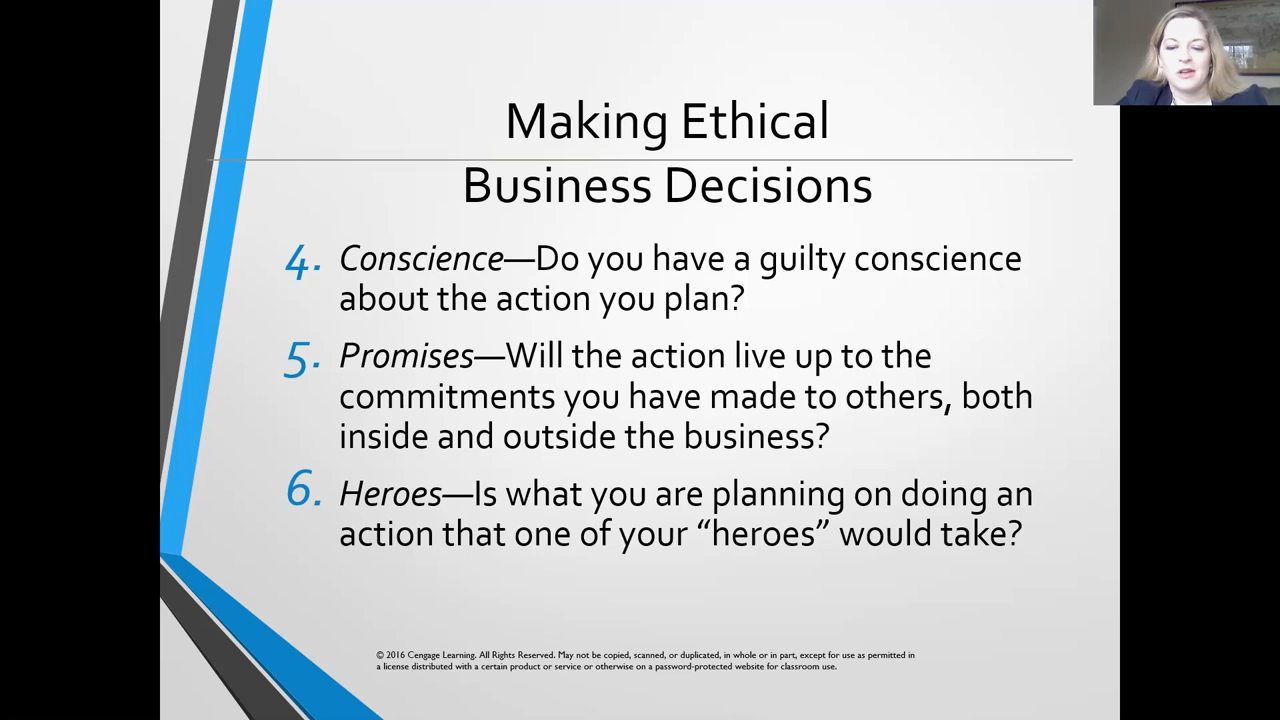 Making Ethical
Business Decisions
4. Conscience—Do you have a guilty conscience
about the action you plan?
5. Promises—Will the action live up to the
commitments you have made to others, both
inside and outside the business?
6. Heroes—Is what you are planning on doing an
action that one of your “heroes” would take?
© 2016 Cengage Learning. All Rights Reserved. May not be copied, scanned, or duplicated, in whole or in part, except for use as permitted in
a license distributed with a certain product or service or otherwise on a password-protected website for classroom use.